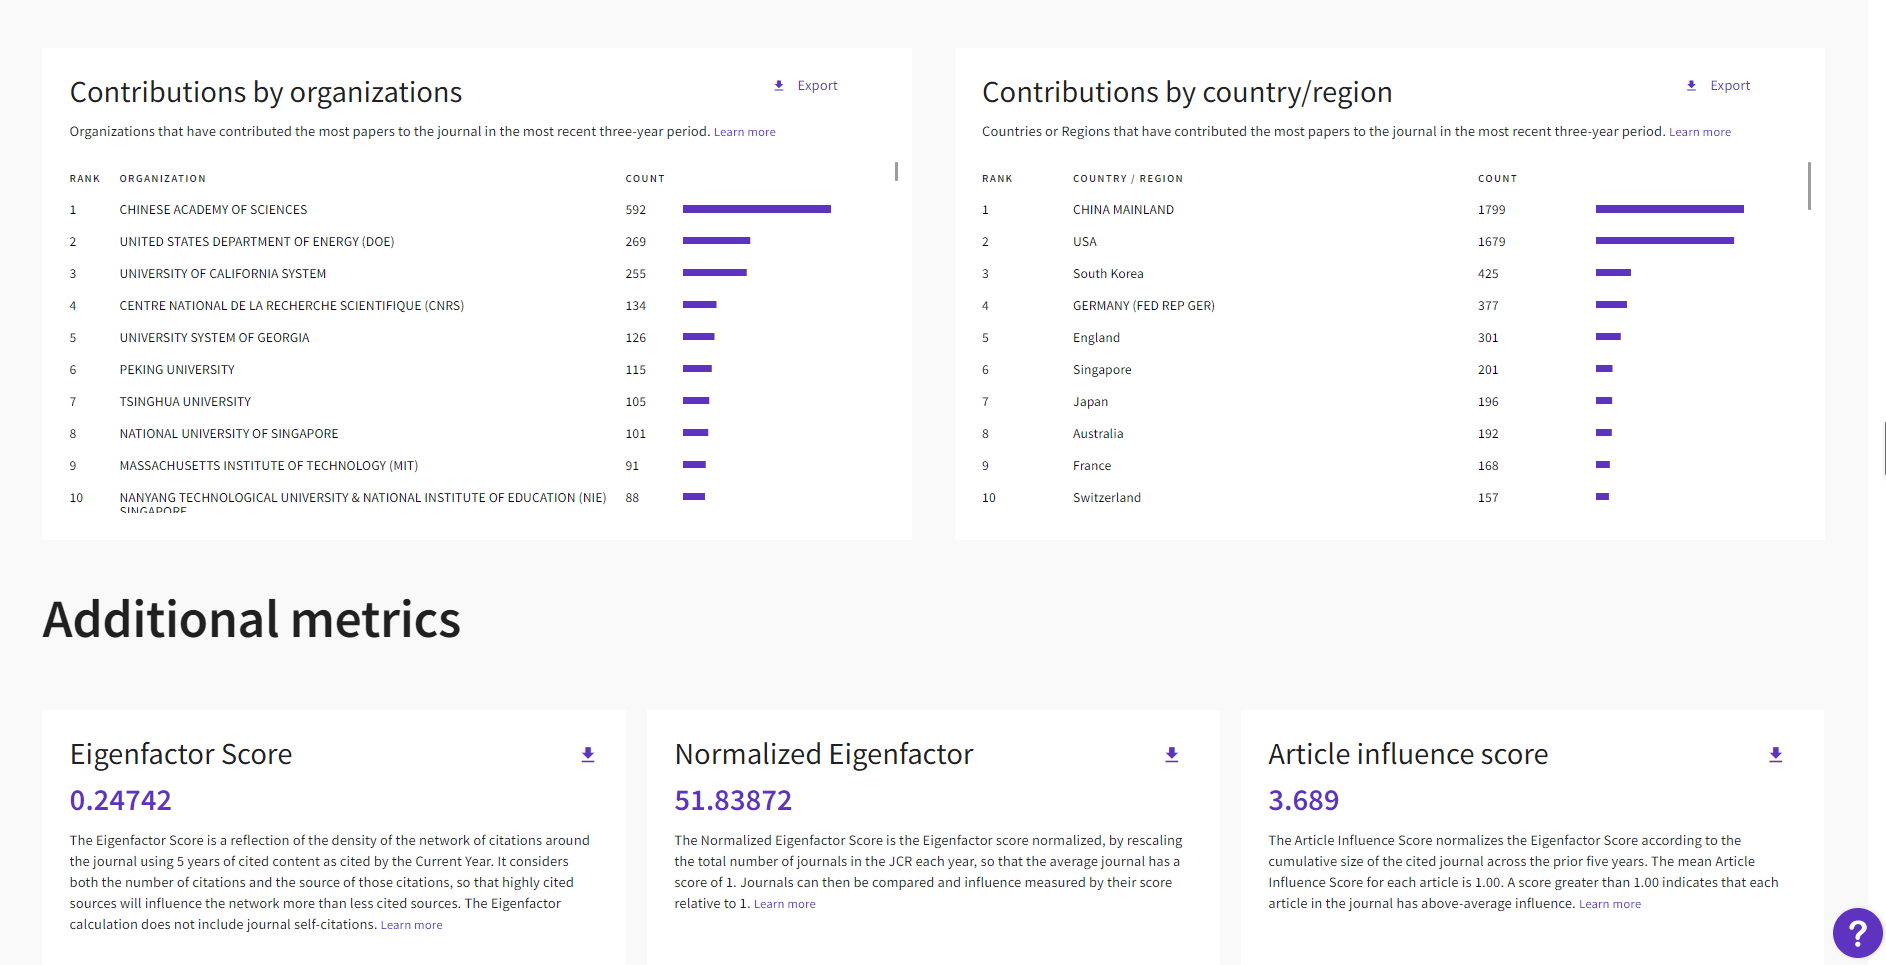 Contributions by organizations
Export
Organizations that have contributed the most papers to the journal in the most recent three-year period. Learn more
RANK ORGANIZATION COUNT
1 CHINESE ACADEMY OF SCIENCES 592
2 UNITED STATES DEPARTMENT OF ENERGY (DOE) 269
3 UNIVERSITY OF CALIFORNIA SYSTEM 255
4 CENTRE NATIONAL DE LA RECHERCHE SCIENTIFIQUE (CNRS) 134
5 UNIVERSITY SYSTEM OF GEORGIA 126
6 PEKING UNIVERSITY 115
7 TSINGHUA UNIVERSITY 105
8 NATIONAL UNIVERSITY OF SINGAPORE 101
9 MASSACHUSETTS INSTITUTE OF TECHNOLOGY (MIT) 91
10 NANYANG TECHNOLOGICAL UNIVERSITY & NATIONAL INSTITUTE OF EDUCATION (NIE) 88
SINGAPORE
Contributions by country/region
Export
Countries or Regions that have contributed the most papers to the journal in the most recent three-year period. Learn more
RANK COUNTRY / REGION COUNT
1 CHINA MAINLAND 1799
2 USA 1679
3 South Korea 425
4 GERMANY (FED REP GER) 377
5 England 301
6 Singapore 201
7 Japan 196
8 Australia 192
9 France 168
10 Switzerland 157
Additional metrics
Eigenfactor Score
0.24742
The Eigenfactor Score is a reflection of the density of the network of citations around
the journal using 5 years of cited content as cited by the Current Year. It considers
both the number of citations and the source of those citations, so that highly cited
sources will influence the network more than less cited sources. The Eigenfactor
calculation does not include journal self-citations. Learn more
Normalized Eigenfactor
51.83872
The Normalized Eigenfactor Score is the Eigenfactor score normalized, by rescaling
the total number of journals in the JCR each year, so that the average journal has a
score of 1. Journals can then be compared and influence measured by their score
relative to 1. Learn more
Article influence score
3.689
The Article Influence Score normalizes the Eigenfactor Score according to the
cumulative size of the cited journal across the prior five years. The mean Article
Influence Score for each article is 1.00. A score greater than 1.00 indicates that each
article in the journal has above-average influence. Learn more
?